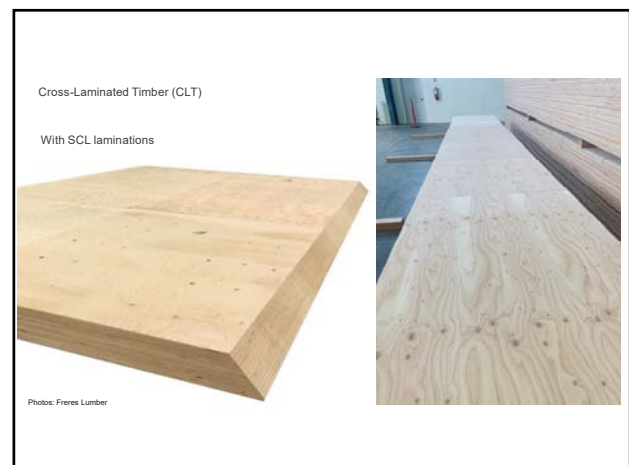 Cross-Laminated Timber (CLT)
With SCL laminations
Photos: Freres Lumber